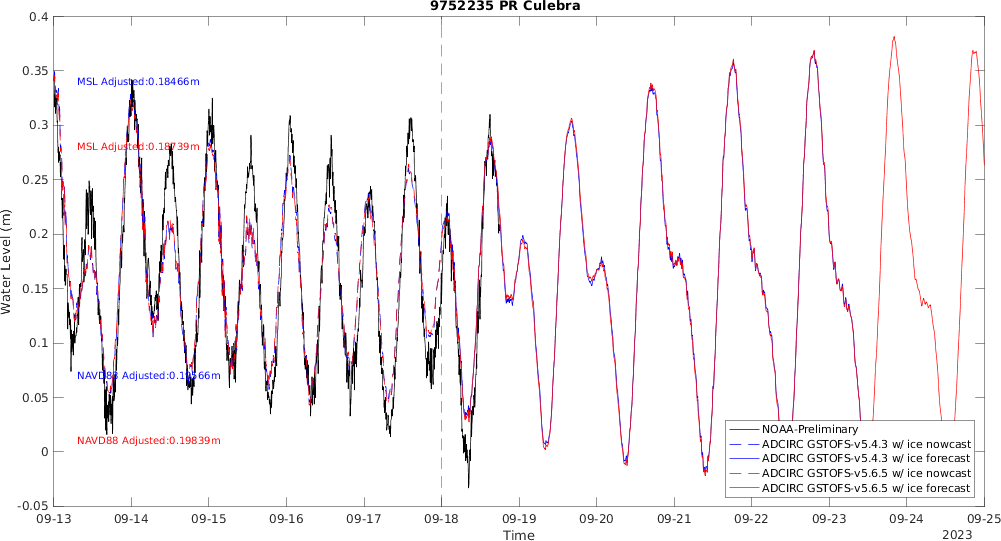 9752235 PR Culebra
0.4
0.35
0.3
0.25
0.2
0.15
0.1
0.05
0
-0.05
Water Level (m)
MSL Adjusted:0.18466m
MSL Adjusted:0.18739m
NAVD88 Adjusted:0.19566m
NAVD88 Adjusted:0.19839m
NOAA-Preliminary
ADCIRC GSTOFS-v5.4.3 w/ ice nowcast
ADCIRC GSTOFS-v5.4.3 w/ ice forecast
ADCIRC GSTOFS-v5.6.5 w/ ice nowcast
ADCIRC GSTOFS-v5.6.5 w/ ice forecast
09-13 09-14 09-15 09-16 09-17 09-18 09-19 09-20 09-21 09-22 09-23 09-24 09-25
Time
2023